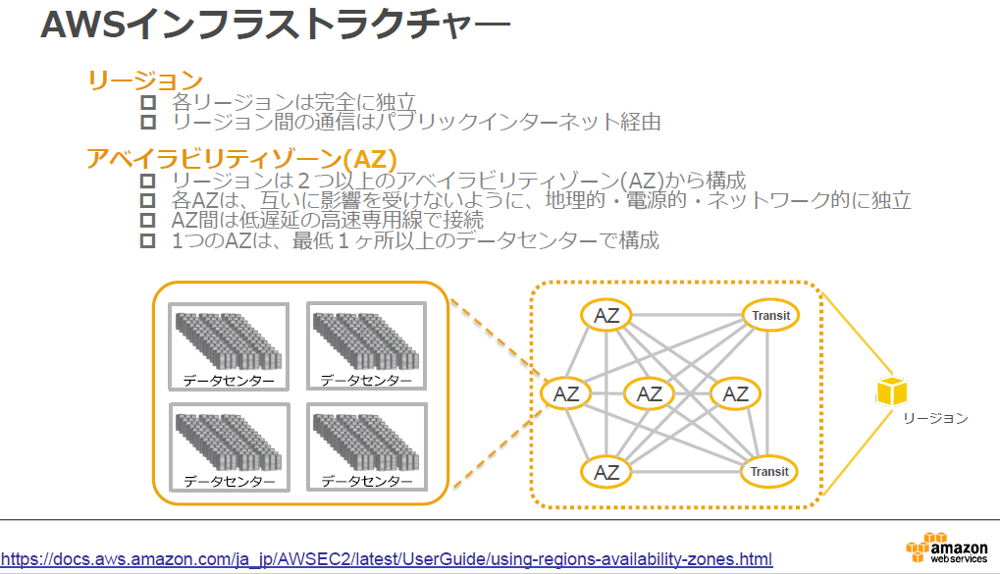 AWSインフラストラクチャー
リージョン
各リージョンは完全に独立
リージョン間の通信はパブリックインターネット経由
アベイラビリティゾーン(AZ)
リージョンは２つ以上のアベイラビリティゾーン(AZ)から構成
各AZは、互いに影響を受けないように、地理的・電源的・ネットワーク的に独立
AZ間は低遅延の高速専用線で接続
1つのAZは、最低１ヶ所以上のデータセンターで構成
データセンター
データセンター
データセンター
データセンター
AZ
Transit
AZ
AZ
AZ
AZ
Transit
リージョン
https://docs.aws.amazon.com/ja_jp/AWSEC2/latest/UserGuide/using-regions-availability-zones.html
amazon
webservices